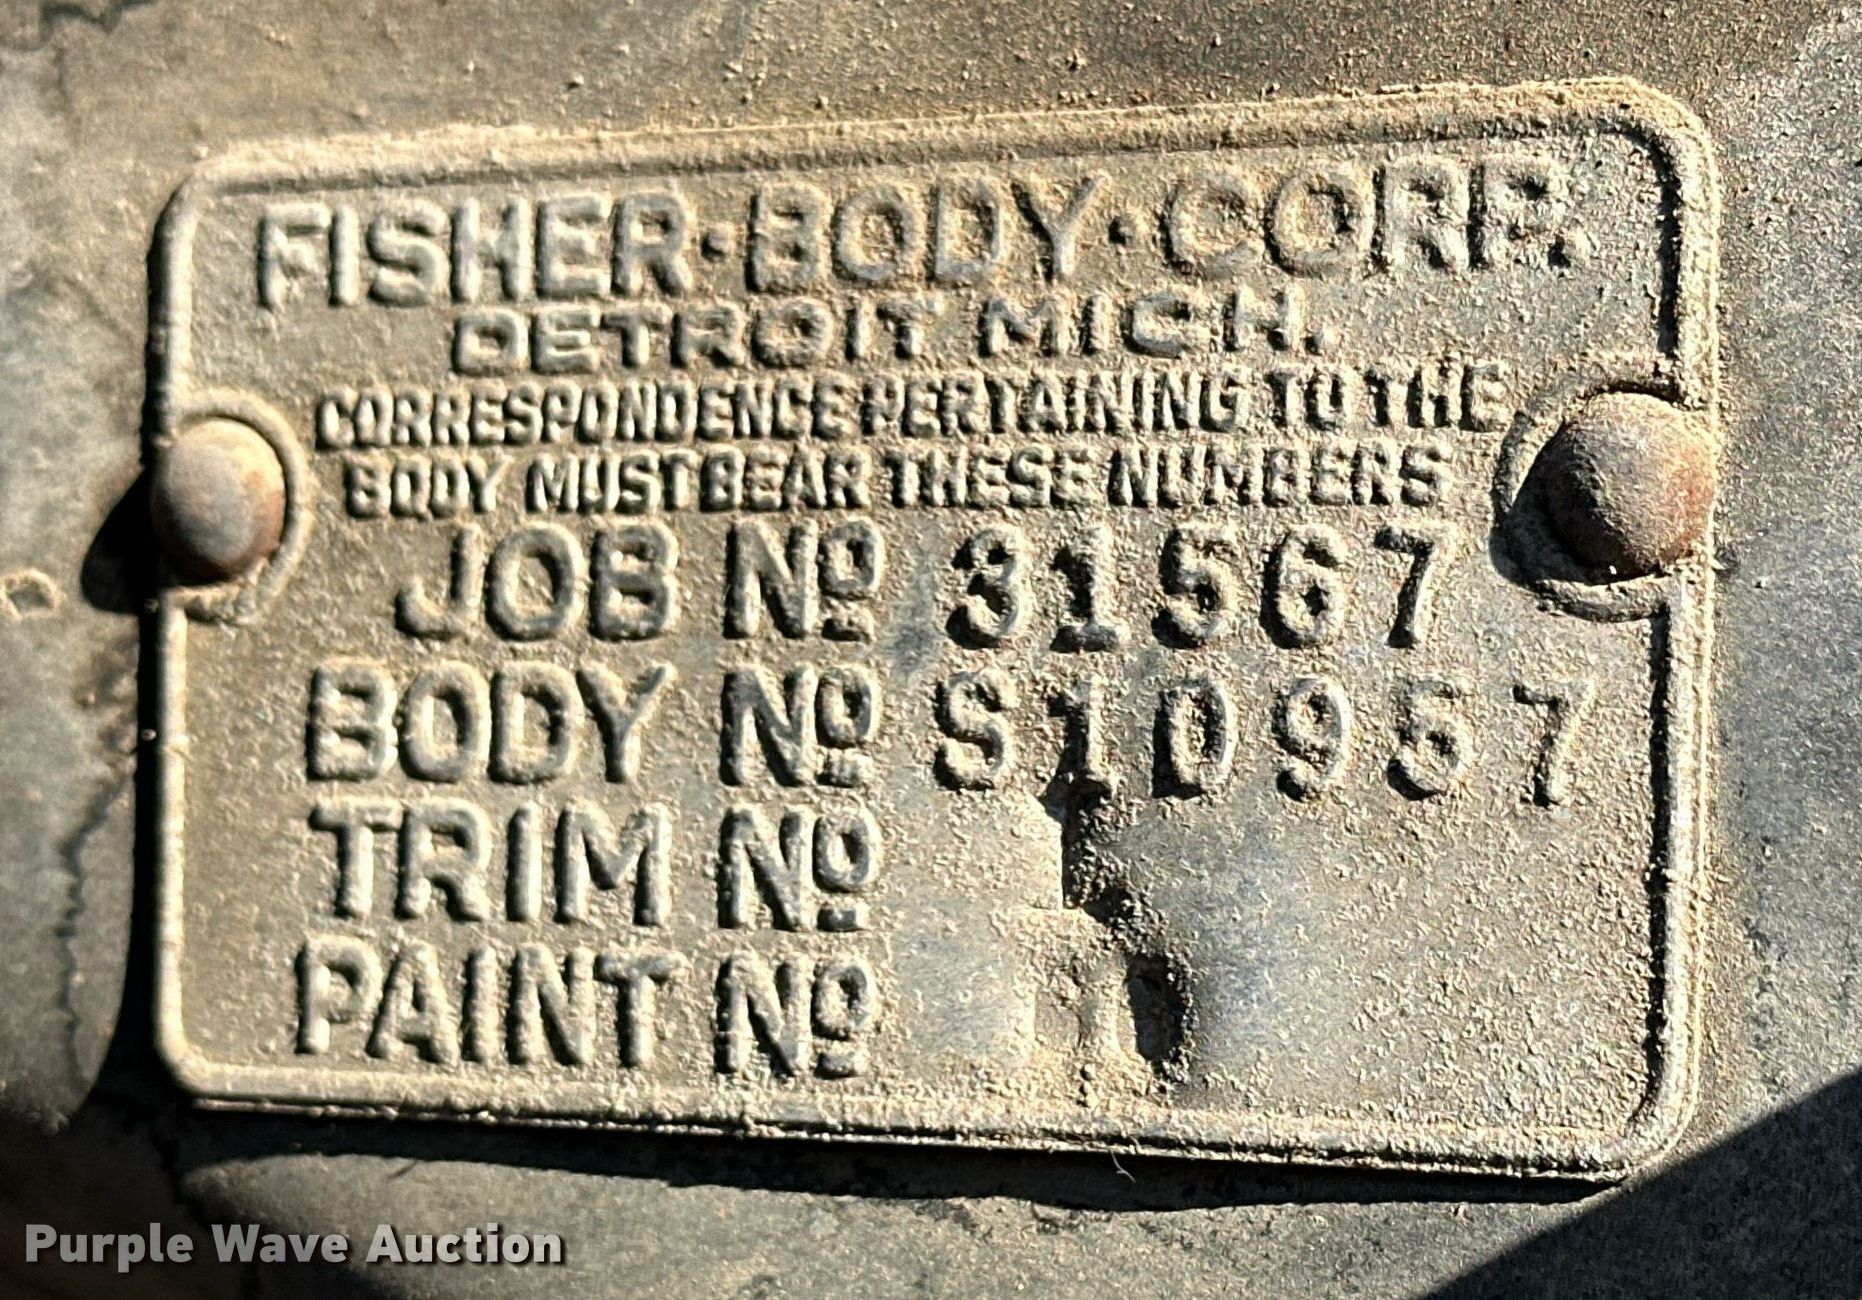 FISHER·BODY·CORP.
DETROIT MICH.
CORRESPONDENCE PERTAINING TO THE
BODY MUST BEAR THESE NUMBERS
JOB Nº 31567
BODY Nº S10957
TRIM Nº
PAINT Nº
Purple Wave Auction